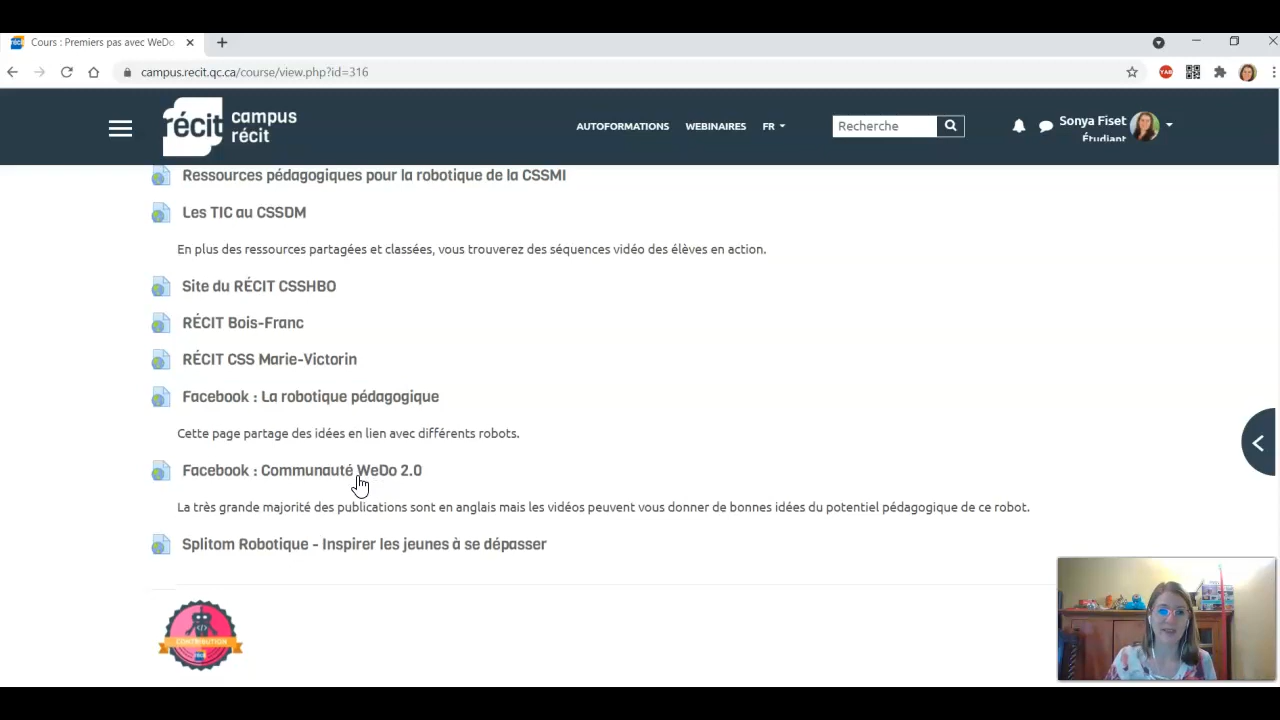 Cours : Premiers pas avec WeDo
campus.recit.qc.ca/course/view.php?id=316
récit campus récit
AUTOFORMATIONS WEBINAIRES FR Recherche Sonya Fiset
Étudiant
Ressources pédagogiques pour la robotique de la CSSMI
Les TIC au CSSDM
En plus des ressources partagées et classées, vous trouverez des séquences vidéo des élèves en action.
Site du RÉCIT CSSHBO
RÉCIT Bois-Franc
RÉCIT CSS Marie-Victorin
Facebook : La robotique pédagogique
Cette page partage des idées en lien avec différents robots.
Facebook : Communauté WeDo 2.0
La très grande majorité des publications sont en anglais mais les vidéos peuvent vous donner de bonnes idées du potentiel pédagogique de ce robot.
Splitom Robotique - Inspirer les jeunes à se dépasser
CONTRIBUTION